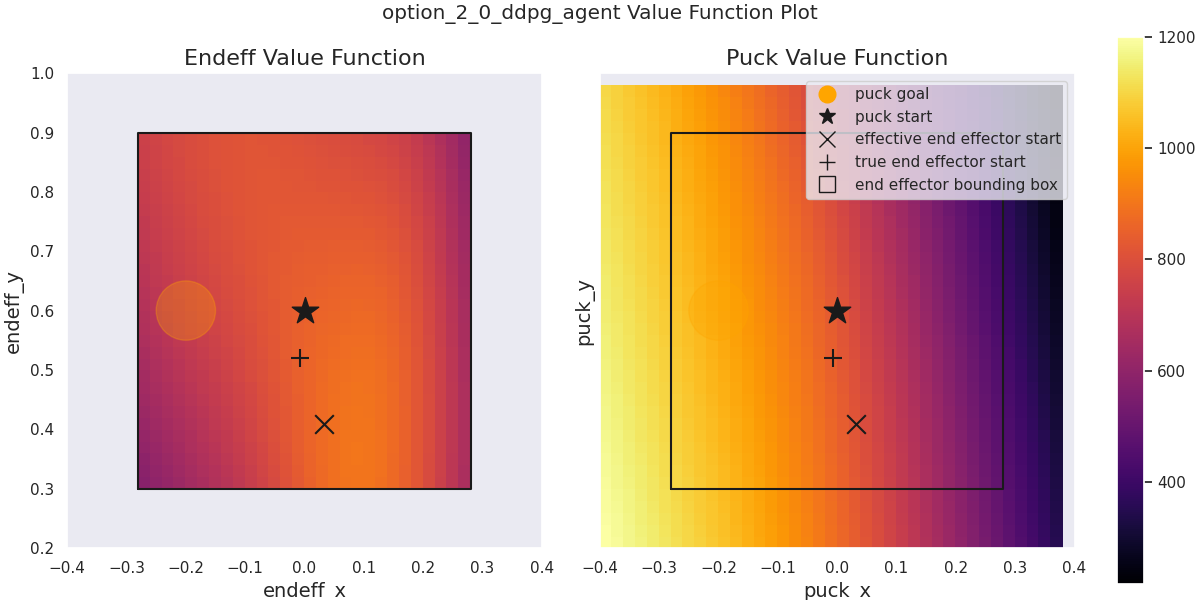 option_2_0_ddpg_agent Value Function Plot
Endeff Value Function
1.0
0.9
0.8
0.7
0.6
0.5
0.4
0.3
0.2
endeff_y
−0.4 −0.3 −0.2 −0.1 0.0 0.1 0.2 0.3 0.4
endeff_x
Puck Value Function
puck goal
puck start
effective end effector start
true end effector start
end effector bounding box
puck_y
−0.4 −0.3 −0.2 −0.1 0.0 0.1 0.2 0.3 0.4
puck_x
1200
1000
800
600
400